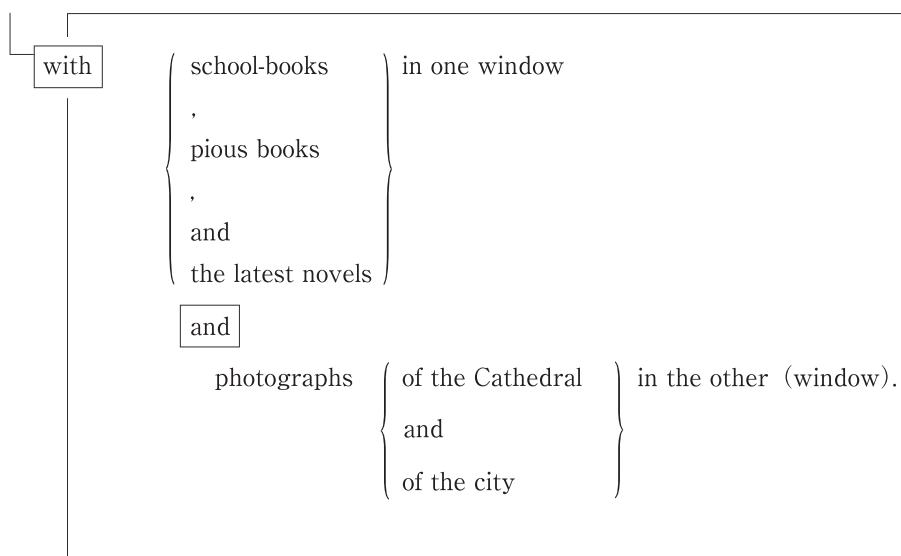 with school-books in one window
,
pious books
,
and
the latest novels
and
photographs of the Cathedral in the other (window).
and
of the city